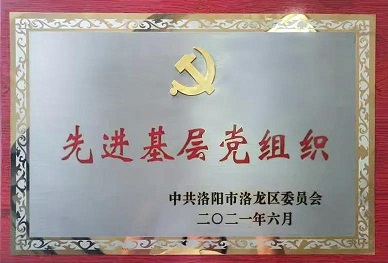 先进基层党组织
中共洛阳市洛龙区委员会
二〇二一年六月